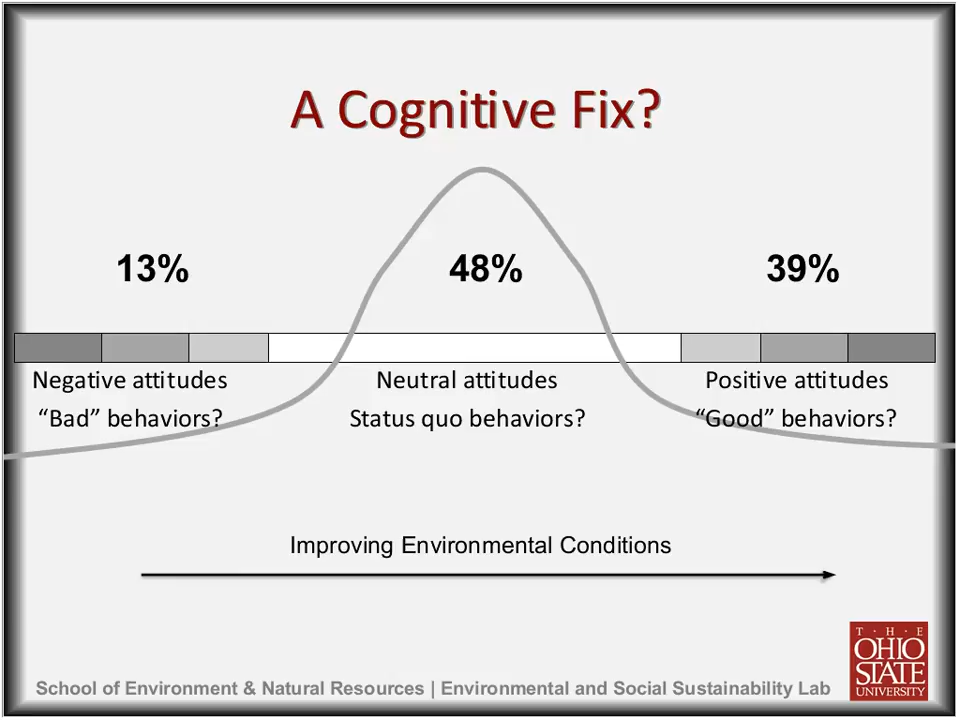 A Cognitive Fix?
13% 48% 39%
Negative attitudes Neutral attitudes Positive attitudes
“Bad” behaviors? Status quo behaviors? “Good” behaviors?
Improving Environmental Conditions
School of Environment & Natural Resources | Environmental and Social Sustainability Lab
T · H · E
OHIO
STATE
UNIVERSITY